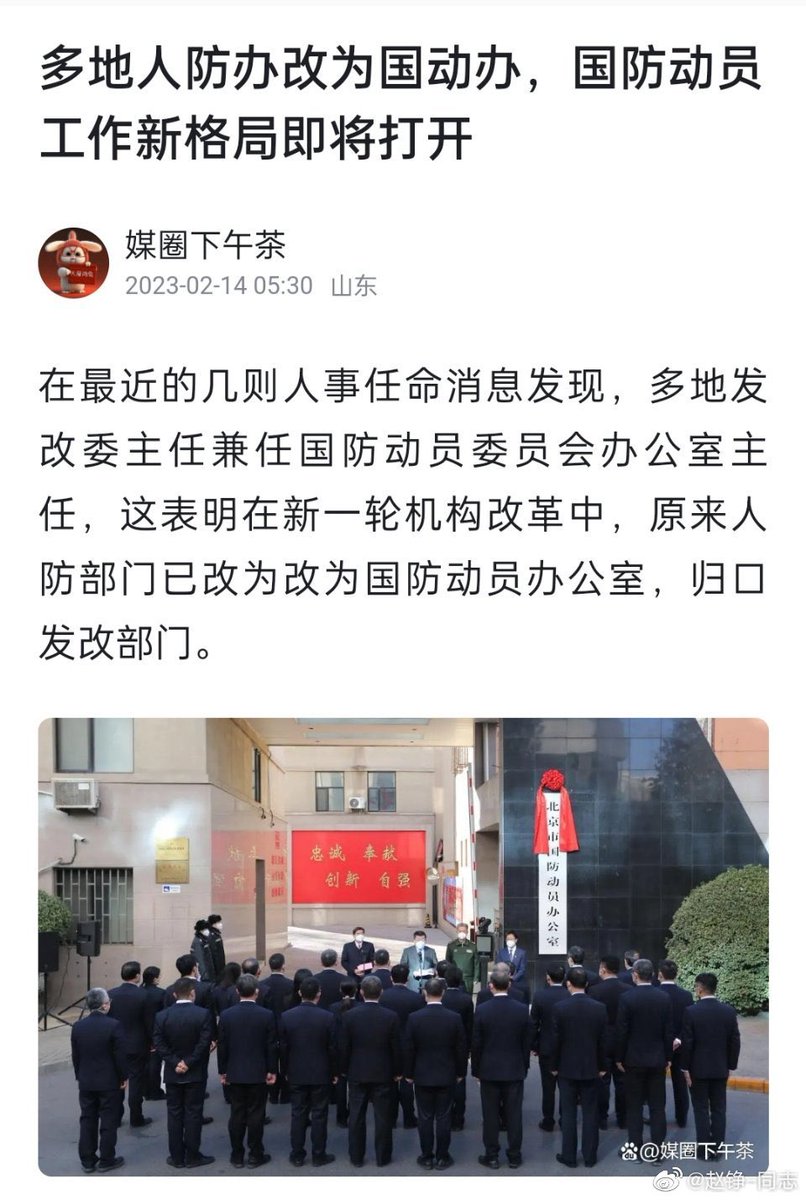 多地人防办改为国动办，国防动员
工作新格局即将打开
媒圈下午茶
2023-02-14 05:30 山东
在最近的几则人事任命消息发现，多地发
改委主任兼任国防动员委员会办公室主
任，这表明在新一轮机构改革中，原来人
防部门已改为改为国防动员办公室，归口
发改部门。
忠诚 奉献
创新 自强
北京市国防动员办公室
@媒圈下午茶
@赵铮-同志